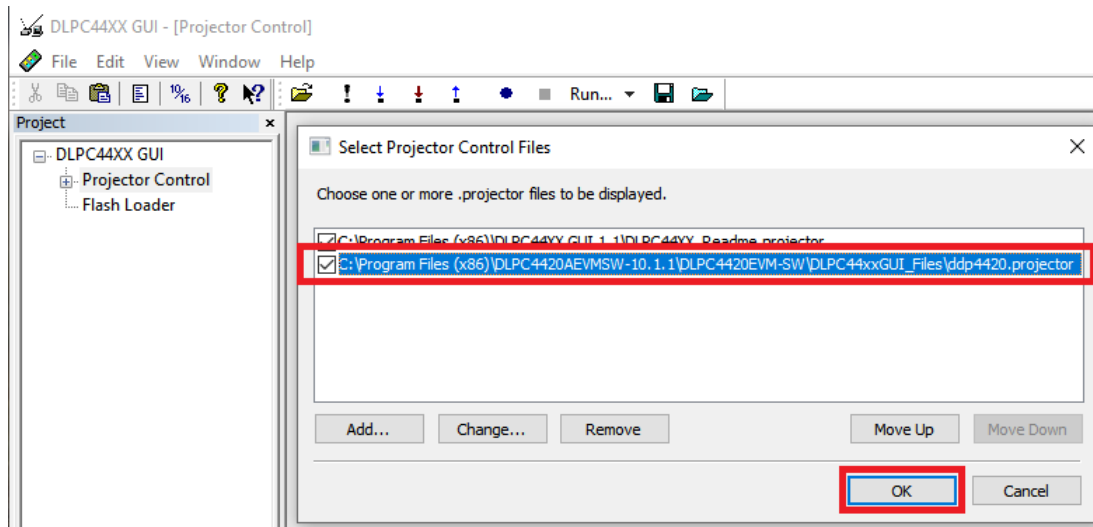 DLPC44XX GUI - [Projector Control]
File Edit View Window Help
10/16 Run...
Project
DLPC44XX GUI
Projector Control
Flash Loader
Select Projector Control Files
Choose one or more .projector files to be displayed.
C:\Program Files (x86)\DLPC44XX GUI 1.1\DLPC44XX_Readme.projector
C:\Program Files (x86)\DLPC4420AEVMSW-10.1.1\DLPC4420EVM-SW\DLPC44xxGUI_Files\ddp4420.projector
Add... Change... Remove Move Up Move Down
OK Cancel